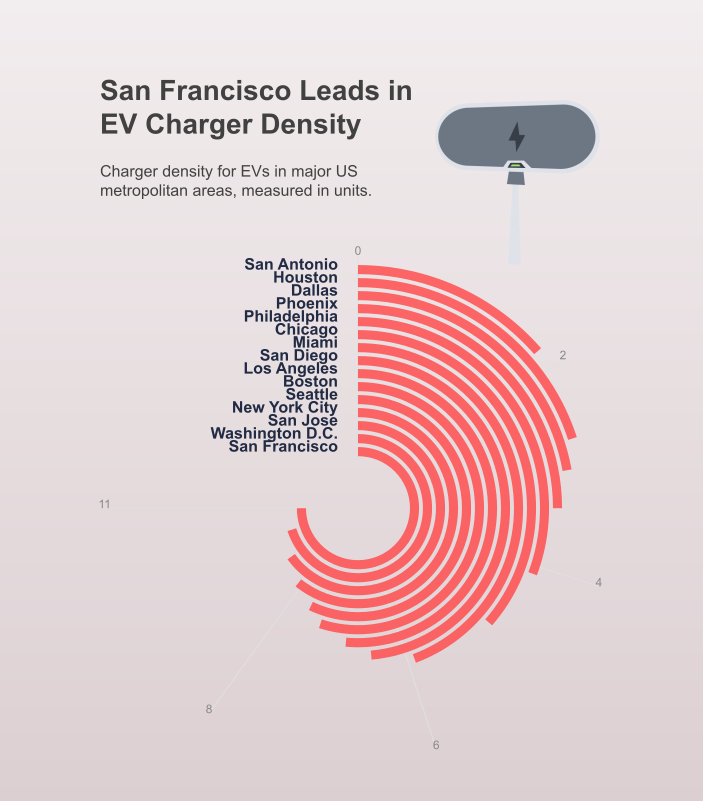 San Francisco Leads in
EV Charger Density
Charger density for EVs in major US
metropolitan areas, measured in units.
0
San Antonio
Houston
Dallas
Phoenix
Philadelphia
Chicago
Miami
San Diego
Los Angeles
Boston
Seattle
New York City
San Jose
Washington D.C.
San Francisco
2
11
4
8
6